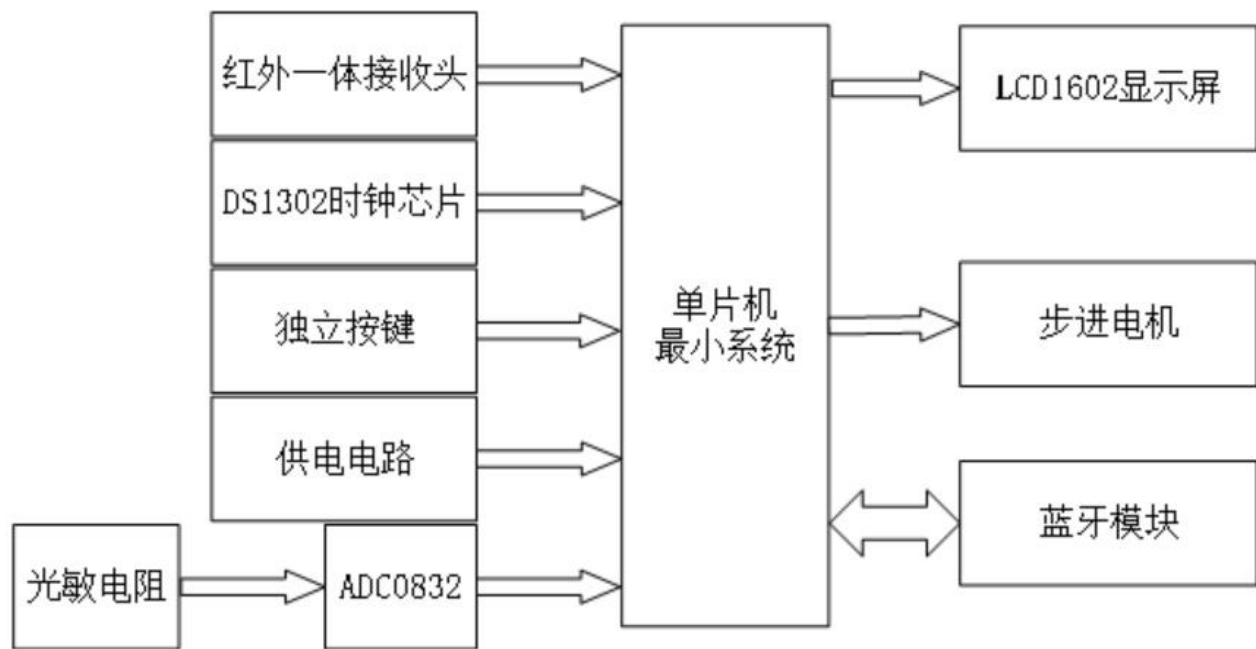 红外一体接收头
DS1302时钟芯片
独立按键
供电电路
光敏电阻
ADC0832
单片机
最小系统
LCD1602显示屏
步进电机
蓝牙模块